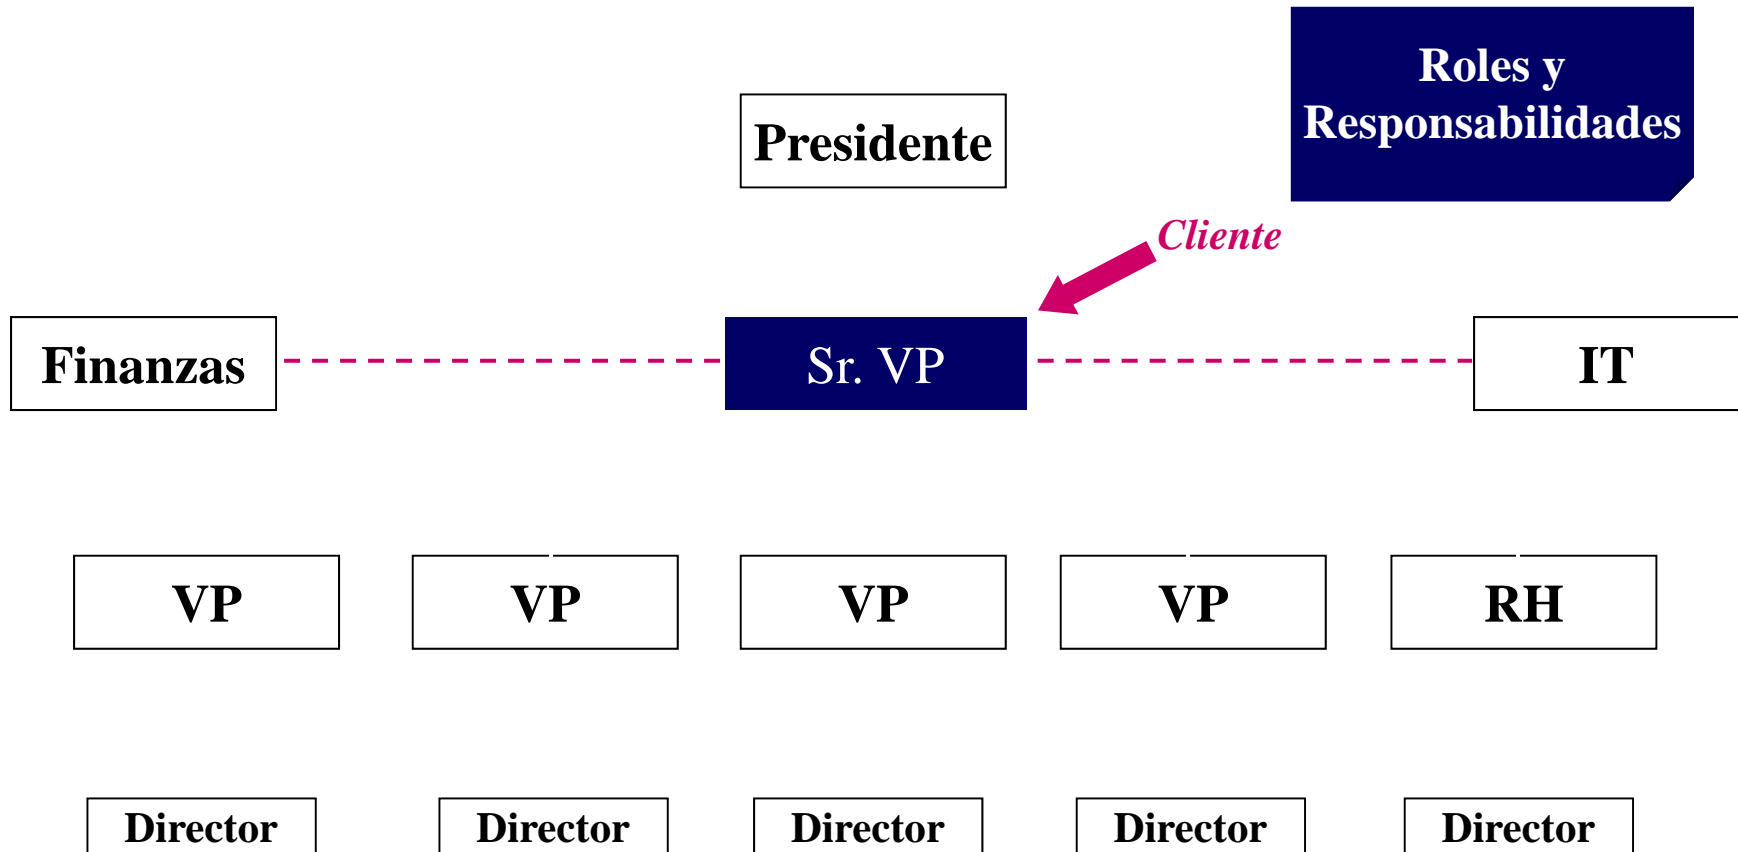 Roles y
Responsabilidades
Presidente
Cliente
Finanzas
Sr. VP
IT
VP
VP
VP
VP
RH
Director
Director
Director
Director
Director